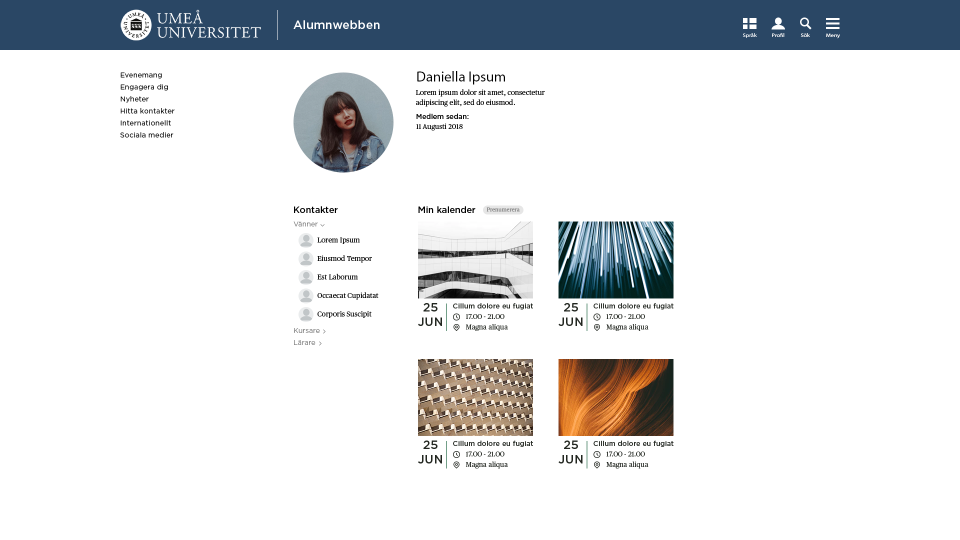 UMEÅ
UNIVERSITET
Alumnwebben
Språk
Profil
Sök
Meny
Evenemang
Engagera dig
Nyheter
Hitta kontakter
Internationellt
Sociala medier
Daniella Ipsum
Lorem ipsum dolor sit amet, consectetur
adipiscing elit, sed do eiusmod.
Medlem sedan:
11 Augusti 2018
Kontakter
Vänner
Lorem Ipsum
Eiusmod Tempor
Est Laborum
Occaecat Cupidatat
Corporis Suscipit
Kursare
Lärare
Min kalender
Prenumerera
25
JUN
Cillum dolore eu fugiat
17.00 - 21.00
Magna aliqua
25
JUN
Cillum dolore eu fugiat
17.00 - 21.00
Magna aliqua
25
JUN
Cillum dolore eu fugiat
17.00 - 21.00
Magna aliqua
25
JUN
Cillum dolore eu fugiat
17.00 - 21.00
Magna aliqua